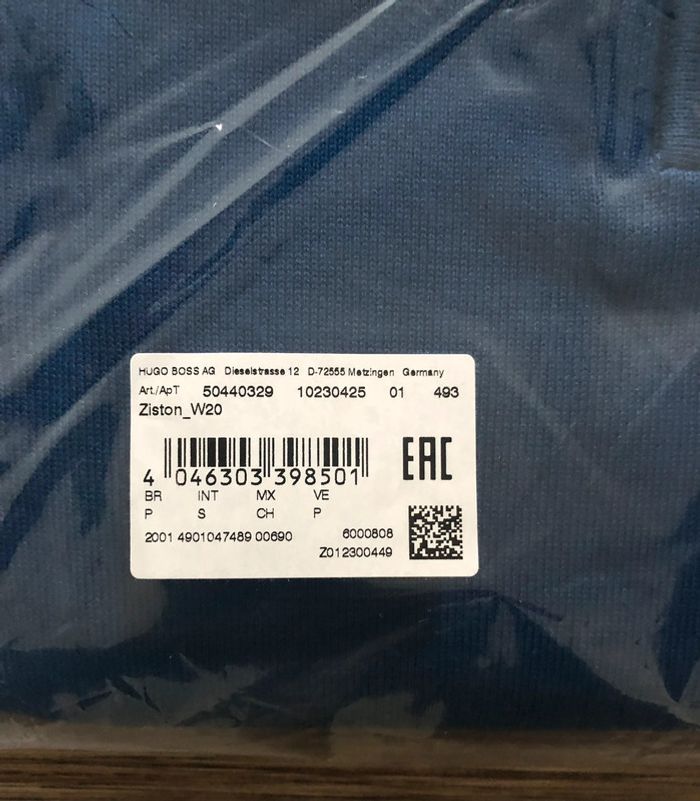 HUGO BOSS AG Dieselstrasse 12 D-72555 Metzingen Germany
Art./ApT 50440329 10230425 01 493
Ziston_W20
EAC
4 046303 398501
BR INT MX VE
P S CH P
2001 4901047489 00690 6000808
Z012300449